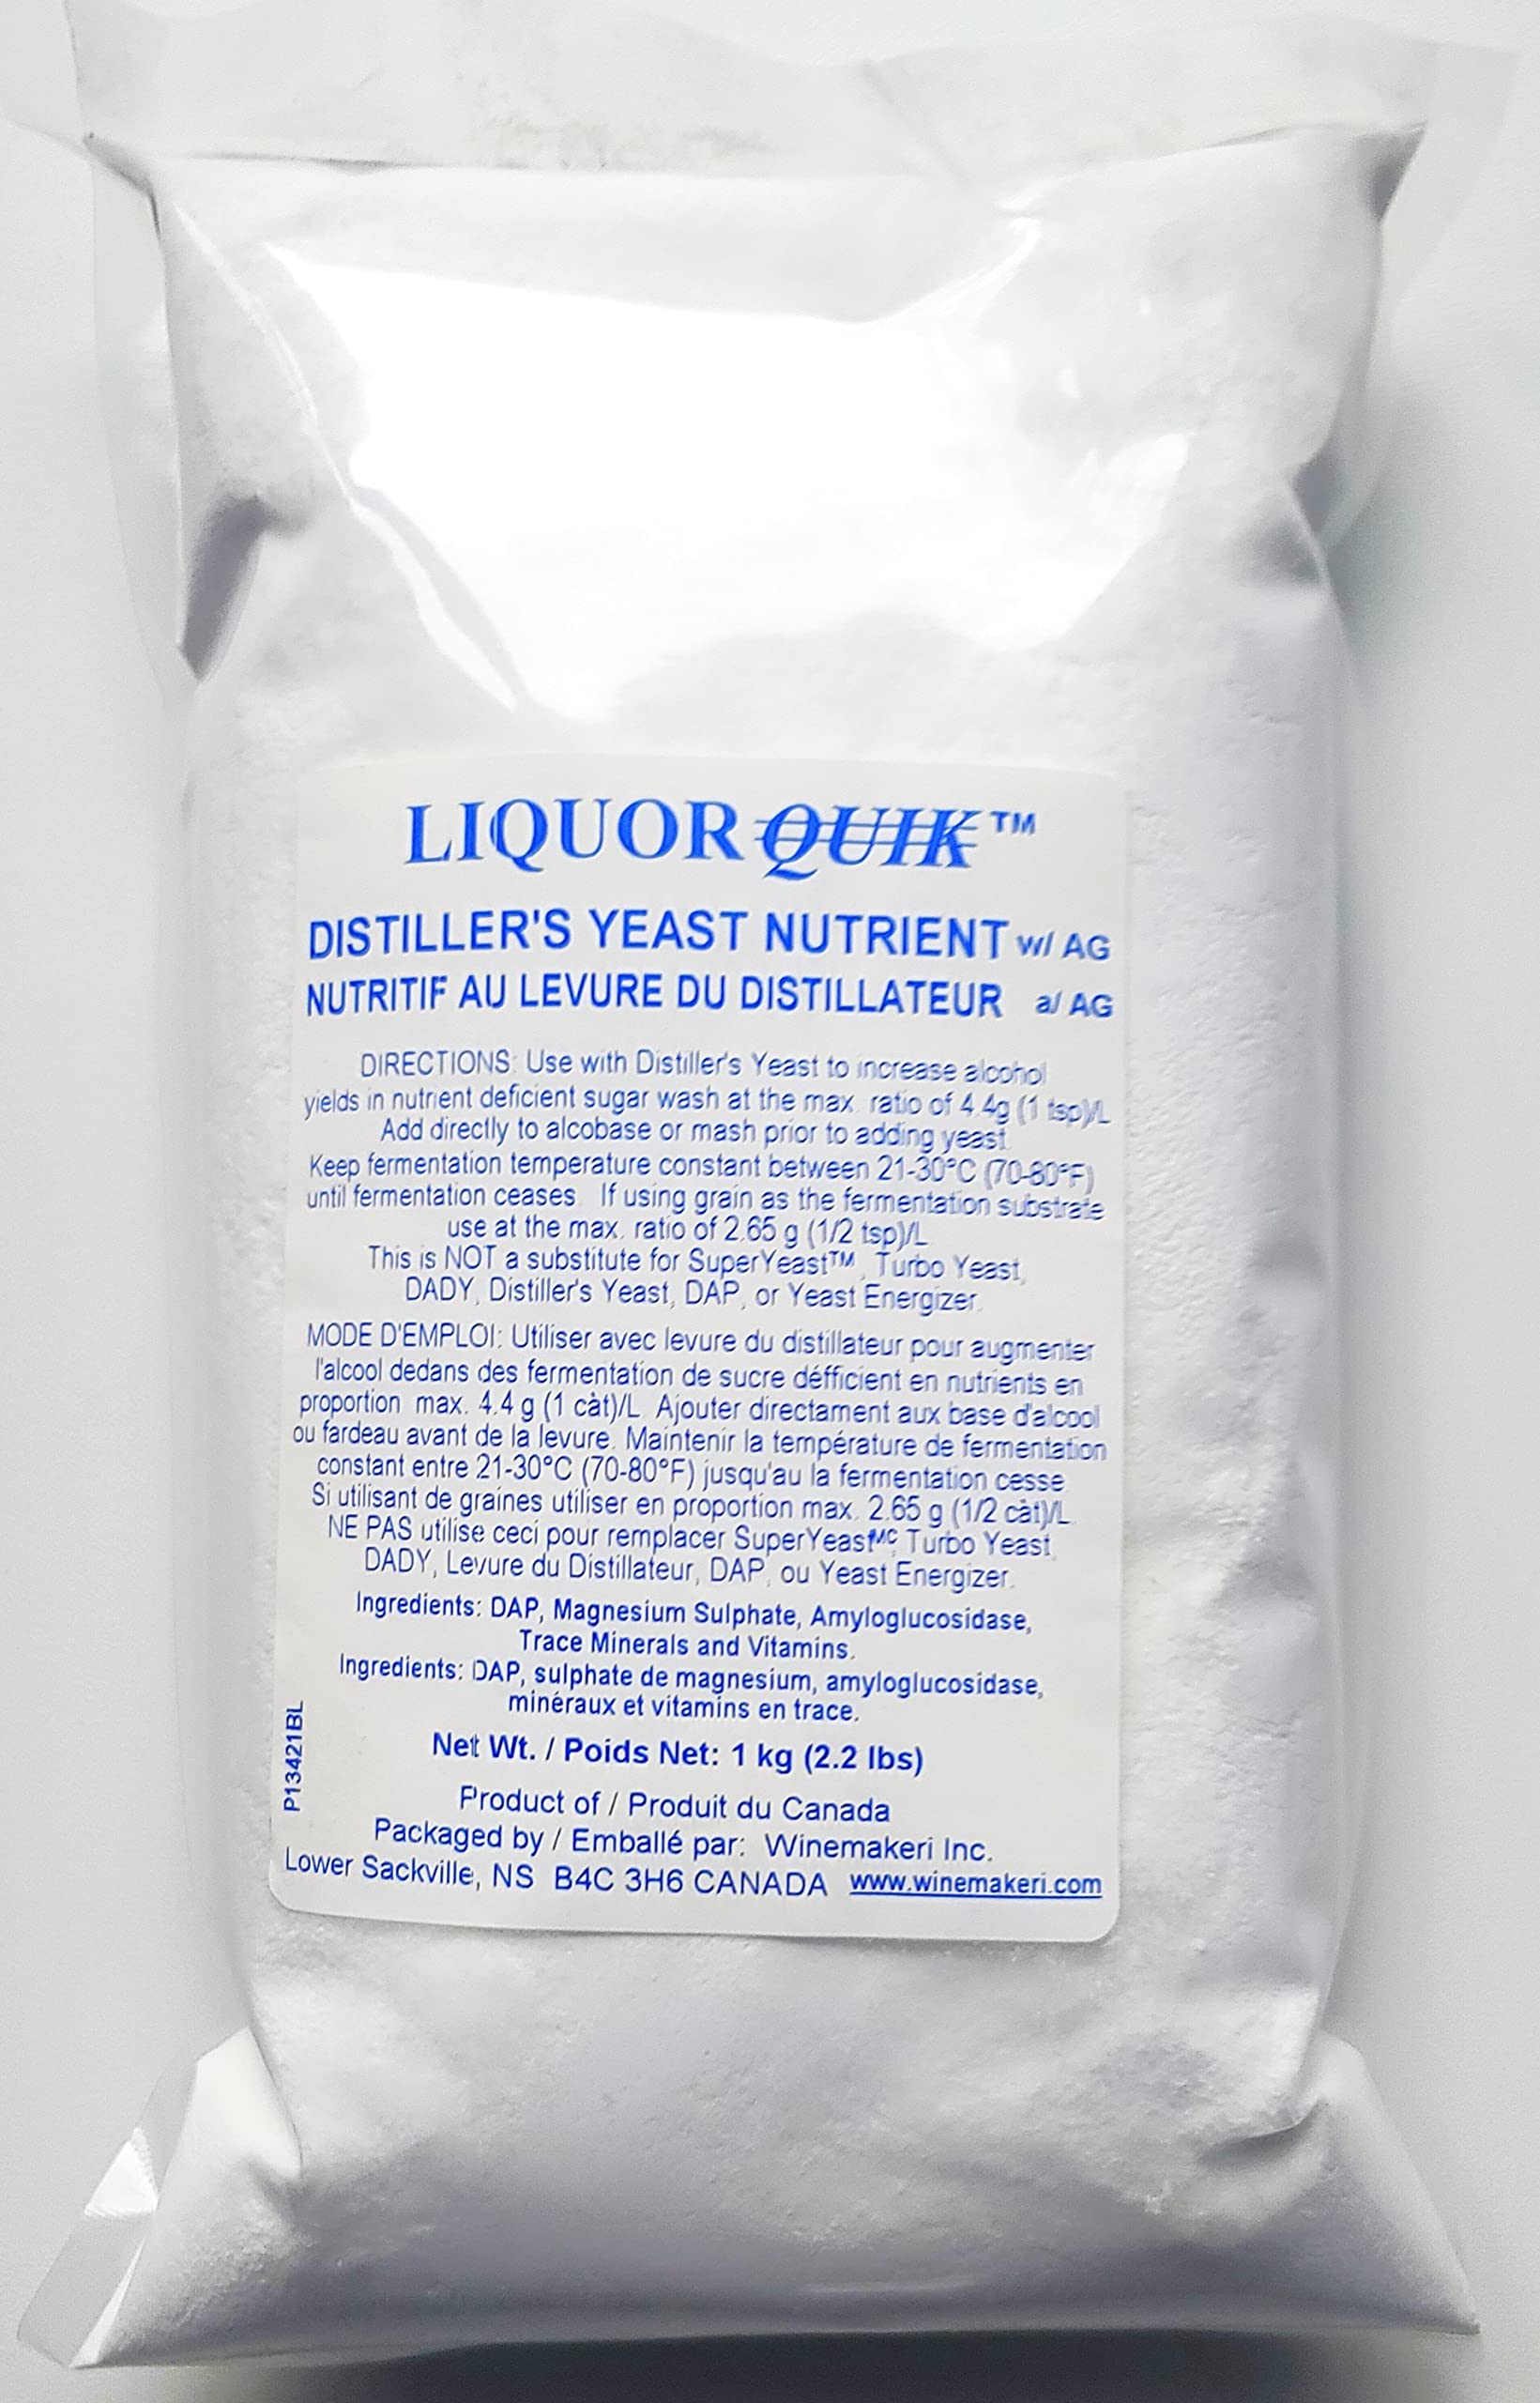 LIQUOR QUIK™
DISTILLER'S YEAST NUTRIENT w/ AG
NUTRITIF AU LEVURE DU DISTILLATEUR a/ AG
DIRECTIONS: Use with Distiller's Yeast to increase alcohol
yields in nutrient deficient sugar wash at the max. ratio of 4.4g (1 tsp)/L
Add directly to alcobase or mash prior to adding yeast.
Keep fermentation temperature constant between 21-30°C (70-80°F)
until fermentation ceases. If using grain as the fermentation substrate
use at the max. ratio of 2.65 g (1/2 tsp)/L
This is NOT a substitute for SuperYeast™, Turbo Yeast,
DADY, Distiller's Yeast, DAP, or Yeast Energizer.
MODE D'EMPLOI: Utiliser avec levure du distillateur pour augmenter
l'alcool dedans des fermentation de sucre défficient en nutrients en
proportion max. 4.4 g (1 càt)/L. Ajouter directament aux base d'alcool
ou fardeau avant de la levure. Maintenir la température de fermentation
constant entre 21-30°C (70-80°F) jusqu'au la fermentation cesse.
Si utilisant de graines utiliser en proportion max. 2.65 g (1/2 càt)/L.
NE PAS utilise ceci pour remplacer SuperYeastᴹᶜ, Turbo Yeast,
DADY, Levure du Distillateur, DAP, ou Yeast Energizer.
Ingredients: DAP, Magnesium Sulphate, Amyloglucosidase,
Trace Minerals and Vitamins.
Ingredients: DAP, sulphate de magnesium, amyloglucosidase,
minéraux et vitamins en trace.
Net Wt. / Poids Net: 1 kg (2.2 lbs)
Product of / Produit du Canada
Packaged by / Emballé par: Winemakeri Inc.
Lower Sackville, NS B4C 3H6 CANADA www.winemakeri.com
P13421BL